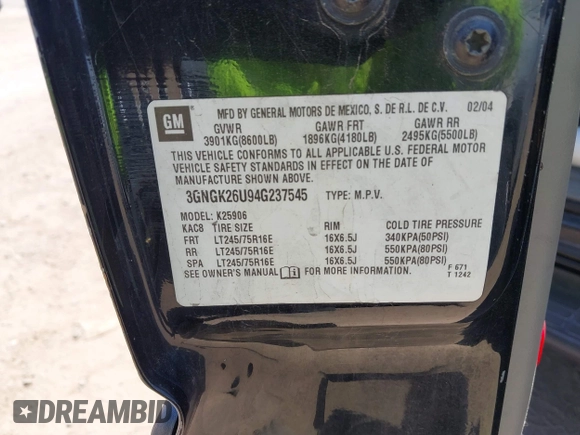 GM
MFD BY GENERAL MOTORS DE MEXICO, S. DE R.L. DE C.V. 02/04
GVWR GAWR FRT GAWR RR
3901KG(8600LB) 1896KG(4180LB) 2495KG(5500LB)
THIS VEHICLE CONFORMS TO ALL APPLICABLE U.S. FEDERAL MOTOR
VEHICLE SAFETY STANDARDS IN EFFECT ON THE DATE OF
MANUFACTURE SHOWN ABOVE.
3GNGK26U94G237545 TYPE: M.P.V.
MODEL: K25906
KAC8 TIRE SIZE RIM COLD TIRE PRESSURE
FRT LT245/75R16E 16X6.5J 340KPA(50PSI)
RR LT245/75R16E 16X6.5J 550KPA(80PSI)
SPA LT245/75R16E 16X6.5J 550KPA(80PSI)
SEE OWNER'S MANUAL FOR MORE INFORMATION. F 671
T 1242
DREAMBID